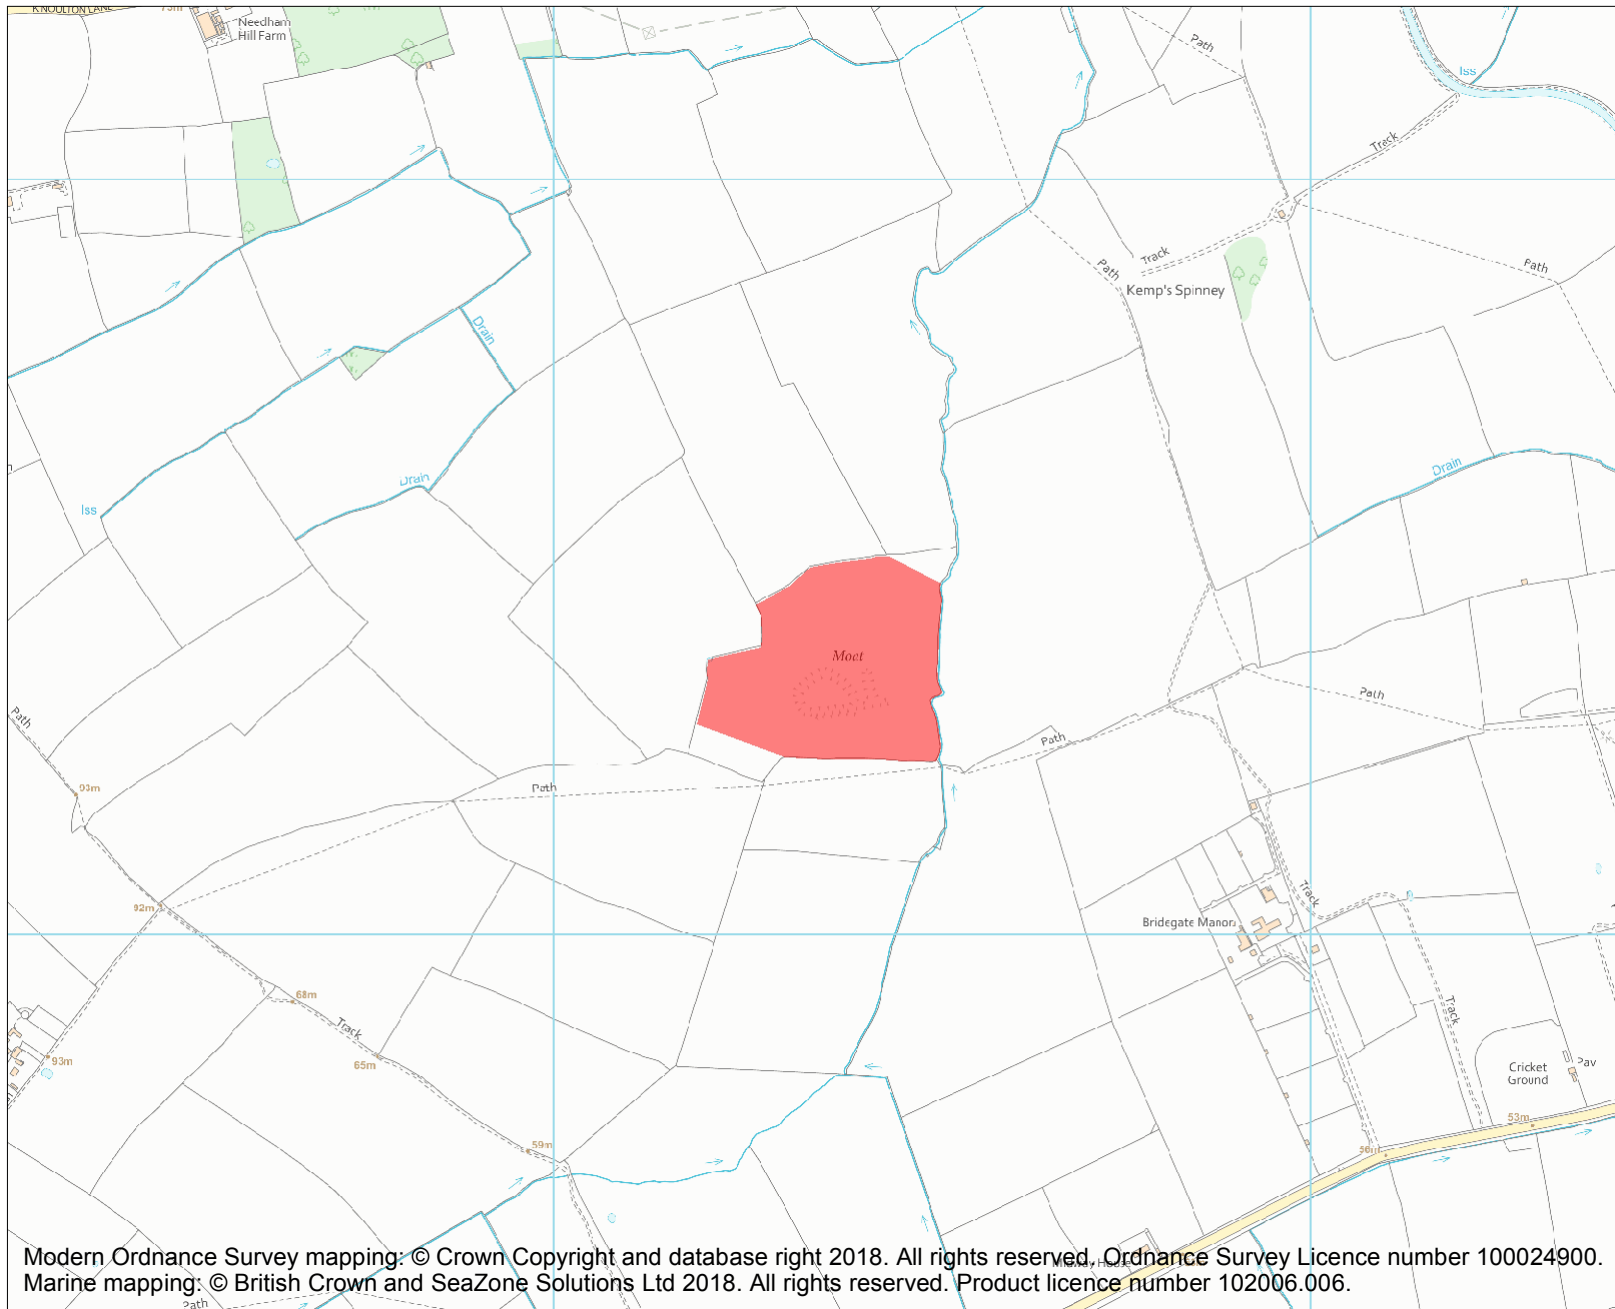 KNOULTON LANE
73m
Needham
Hill Farm
Path
Iss
Track
Path
Track
Path
Kemp's Spinney
Drain
Drain
Drain
Iss
Moat
Path
Path
Path
Path
93m
92m
Bridgegate Manor
Track
68m
Track
65m
93m
Track
Cricket
Ground
Pav
53m
59m
Modern Ordnance Survey mapping: © Crown Copyright and database right 2018. All rights reserved. Ordnance Survey Licence number 100024900.
Midway House
Marine mapping: © British Crown and SeaZone Solutions Ltd 2018. All rights reserved. Product licence number 102006.006.
Path